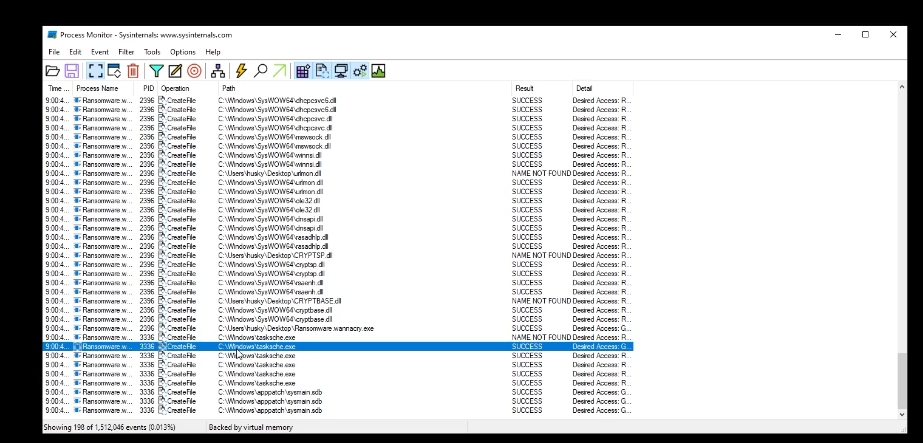 Process Monitor - Sysinternals: www.sysinternals.com
File Edit Event Filter Tools Options Help
Time ... Process Name PID Operation Path Result Detail
9:00:4... Ransomware.w... 2396 CreateFile C:\Windows\SysWOW64\dhcpcsvc6.dll SUCCESS Desired Access: R...
9:00:4... Ransomware.w... 2396 CreateFile C:\Windows\SysWOW64\dhcpcsvc6.dll SUCCESS Desired Access: R...
9:00:4... Ransomware.w... 2396 CreateFile C:\Windows\SysWOW64\dhcpcsvc.dll SUCCESS Desired Access: R...
9:00:4... Ransomware.w... 2396 CreateFile C:\Windows\SysWOW64\dhcpcsvc.dll SUCCESS Desired Access: R...
9:00:4... Ransomware.w... 2396 CreateFile C:\Windows\SysWOW64\mswsock.dll SUCCESS Desired Access: R...
9:00:4... Ransomware.w... 2396 CreateFile C:\Windows\SysWOW64\mswsock.dll SUCCESS Desired Access: R...
9:00:4... Ransomware.w... 2396 CreateFile C:\Windows\SysWOW64\winnsi.dll SUCCESS Desired Access: R...
9:00:4... Ransomware.w... 2396 CreateFile C:\Windows\SysWOW64\winnsi.dll SUCCESS Desired Access: R...
9:00:4... Ransomware.w... 2396 CreateFile C:\Users\husky\Desktop\urlmon.dll NAME NOT FOUND Desired Access: R...
9:00:4... Ransomware.w... 2396 CreateFile C:\Windows\SysWOW64\urlmon.dll SUCCESS Desired Access: R...
9:00:4... Ransomware.w... 2396 CreateFile C:\Windows\SysWOW64\urlmon.dll SUCCESS Desired Access: R...
9:00:4... Ransomware.w... 2396 CreateFile C:\Windows\SysWOW64\ole32.dll SUCCESS Desired Access: R...
9:00:4... Ransomware.w... 2396 CreateFile C:\Windows\SysWOW64\ole32.dll SUCCESS Desired Access: R...
9:00:4... Ransomware.w... 2396 CreateFile C:\Windows\SysWOW64\dnsapi.dll SUCCESS Desired Access: R...
9:00:4... Ransomware.w... 2396 CreateFile C:\Windows\SysWOW64\dnsapi.dll SUCCESS Desired Access: R...
9:00:4... Ransomware.w... 2396 CreateFile C:\Windows\SysWOW64\rasadhlp.dll SUCCESS Desired Access: R...
9:00:4... Ransomware.w... 2396 CreateFile C:\Windows\SysWOW64\rasadhlp.dll SUCCESS Desired Access: R...
9:00:4... Ransomware.w... 2396 CreateFile C:\Users\husky\Desktop\CRYPTSP.dll NAME NOT FOUND Desired Access: R...
9:00:4... Ransomware.w... 2396 CreateFile C:\Windows\SysWOW64\cryptsp.dll SUCCESS Desired Access: R...
9:00:4... Ransomware.w... 2396 CreateFile C:\Windows\SysWOW64\cryptsp.dll SUCCESS Desired Access: R...
9:00:4... Ransomware.w... 2396 CreateFile C:\Windows\SysWOW64\rsaenh.dll SUCCESS Desired Access: R...
9:00:4... Ransomware.w... 2396 CreateFile C:\Windows\SysWOW64\rsaenh.dll SUCCESS Desired Access: R...
9:00:4... Ransomware.w... 2396 CreateFile C:\Users\husky\Desktop\CRYPTBASE.dll NAME NOT FOUND Desired Access: R...
9:00:4... Ransomware.w... 2396 CreateFile C:\Windows\SysWOW64\cryptbase.dll SUCCESS Desired Access: R...
9:00:4... Ransomware.w... 2396 CreateFile C:\Windows\SysWOW64\cryptbase.dll SUCCESS Desired Access: R...
9:00:4... Ransomware.w... 2396 CreateFile C:\Users\husky\Desktop\Ransomware.wannacry.exe SUCCESS Desired Access: G...
9:00:4... Ransomware.w... 3336 CreateFile C:\Windows\tasksche.exe NAME NOT FOUND Desired Access: R...
9:00:4... Ransomware.w... 3336 CreateFile C:\Windows\tasksche.exe SUCCESS Desired Access: G...
9:00:4... Ransomware.w... 3336 CreateFile C:\Windows\tasksche.exe SUCCESS Desired Access: R...
9:00:4... Ransomware.w... 3336 CreateFile C:\Windows\tasksche.exe SUCCESS Desired Access: R...
9:00:4... Ransomware.w... 3336 CreateFile C:\Windows\tasksche.exe SUCCESS Desired Access: R...
9:00:4... Ransomware.w... 3336 CreateFile C:\Windows\tasksche.exe SUCCESS Desired Access: R...
9:00:4... Ransomware.w... 3336 CreateFile C:\Windows\apppatch\sysmain.sdb SUCCESS Desired Access: G...
9:00:4... Ransomware.w... 3336 CreateFile C:\Windows\apppatch\sysmain.sdb SUCCESS Desired Access: R...
9:00:4... Ransomware.w... 3336 CreateFile C:\Windows\apppatch\sysmain.sdb SUCCESS Desired Access: G...
Showing 198 of 1,512,046 events (0.013%) Backed by virtual memory